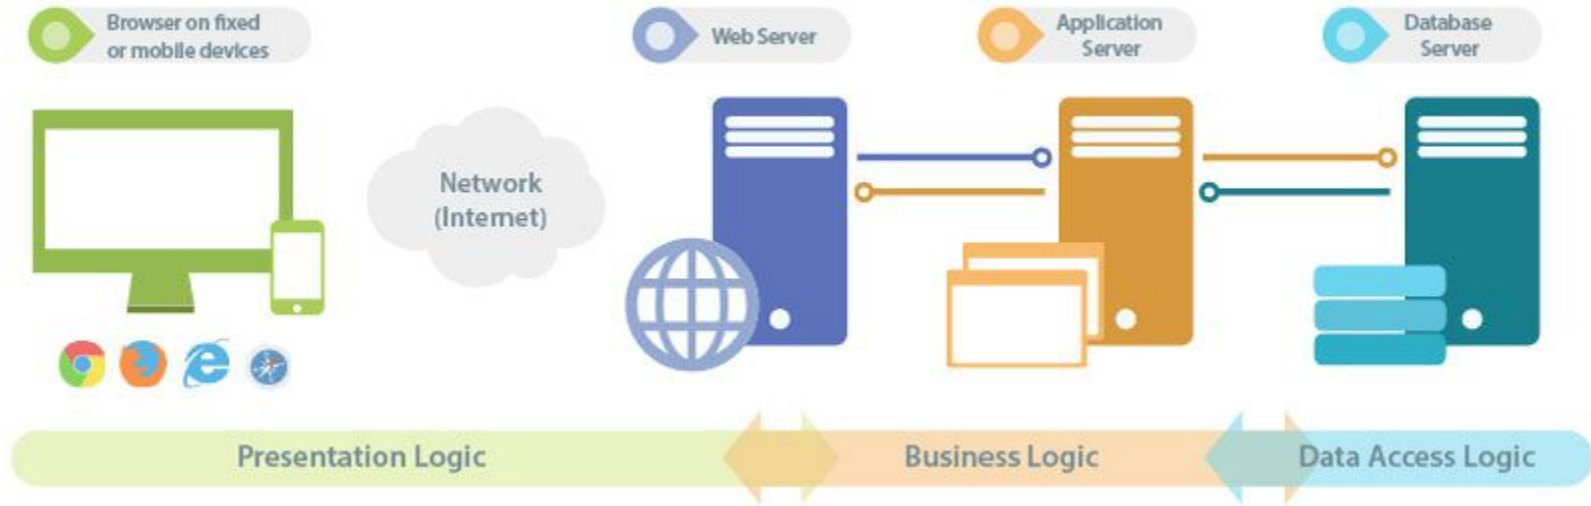 Browser on fixed
or mobile devices
Web Server
Application
Server
Database
Server
Network
(Internet)
Presentation Logic
Business Logic
Data Access Logic